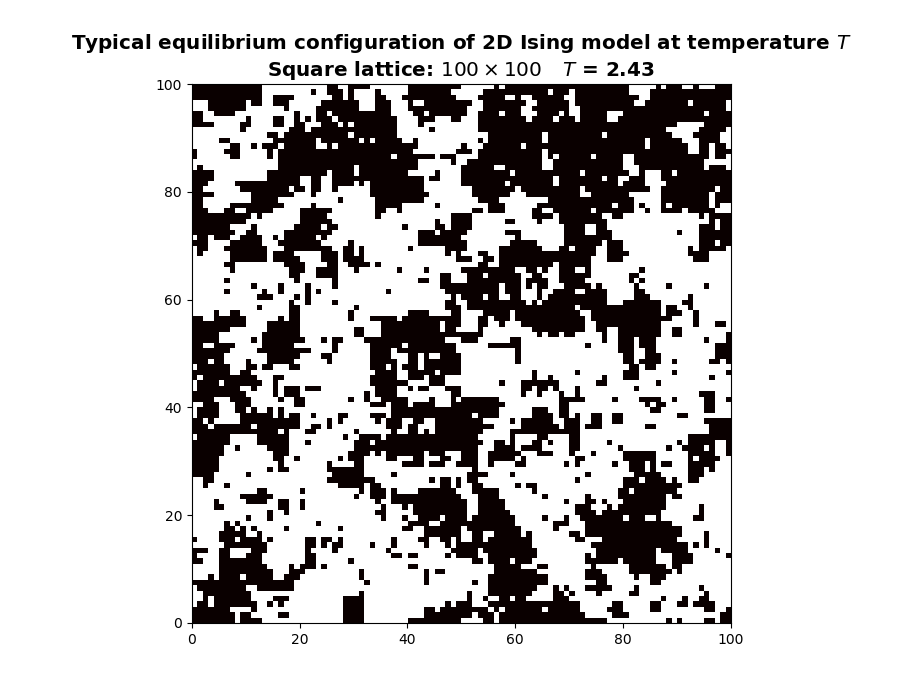 Typical equilibrium configuration of 2D Ising model at temperature T
Square lattice: 100 × 100 T = 2.43
100
80
60
40
20
0
0 20 40 60 80 100